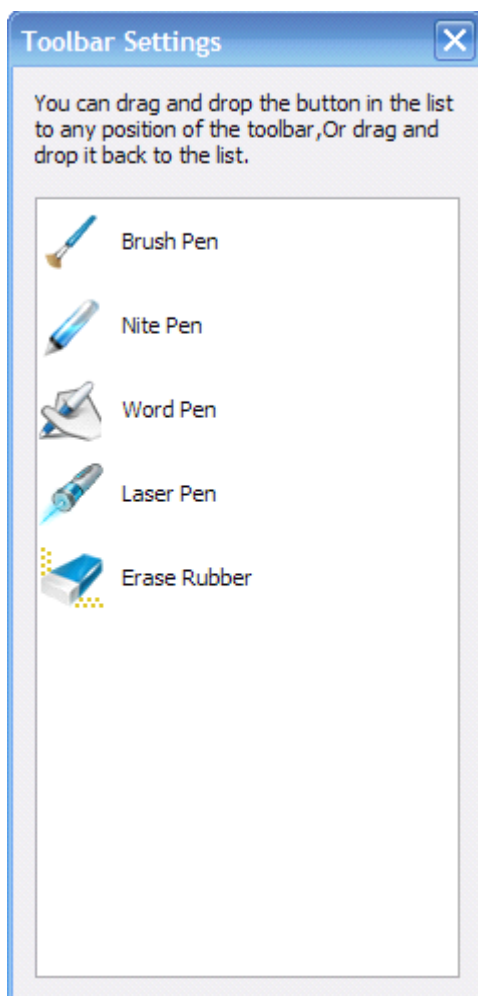 Toolbar Settings
You can drag and drop the button in the list
to any position of the toolbar,Or drag and
drop it back to the list.
Brush Pen
Nite Pen
Word Pen
Laser Pen
Erase Rubber